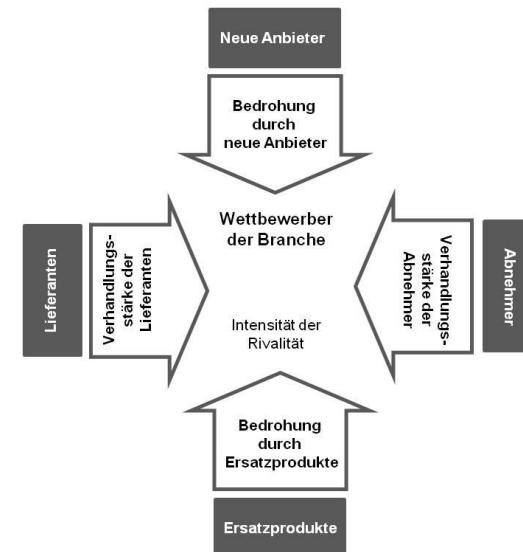 Neue Anbieter
Bedrohung
durch
neue Anbieter
Wettbewerber
der Branche
Lieferanten
Verhandlungs-
stärke der
Lieferanten
Verhandlungs-
stärke der
Abnehmer
Abnehmer
Intensität der
Rivalität
Bedrohung
durch
Ersatzprodukte
Ersatzprodukte